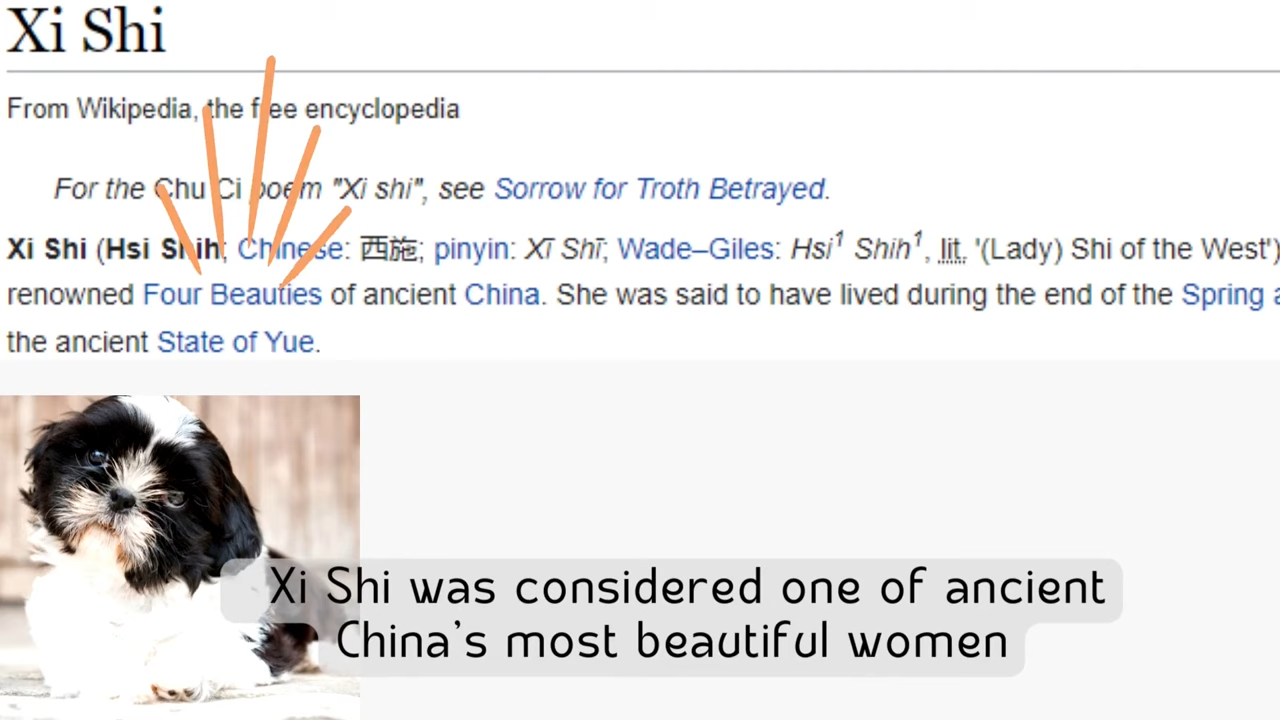 Xi Shi
From Wikipedia, the free encyclopedia
For the Chu Ci poem "Xi shi", see Sorrow for Troth Betrayed.
Xi Shi (Hsi Shih; Chinese: 西施; pinyin: Xī Shī; Wade–Giles: Hsi¹ Shih¹, lit. '(Lady) Shi of the West')
renowned Four Beauties of ancient China. She was said to have lived during the end of the Spring a
the ancient State of Yue.
Xi Shi was considered one of ancient
China's most beautiful women